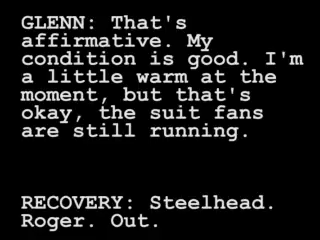 GLENN: That's
affirmative. My
condition is good. I'm
a little warm at the
moment, but that's
okay, the suit fans
are still running.
RECOVERY: Steelhead.
Roger. Out.